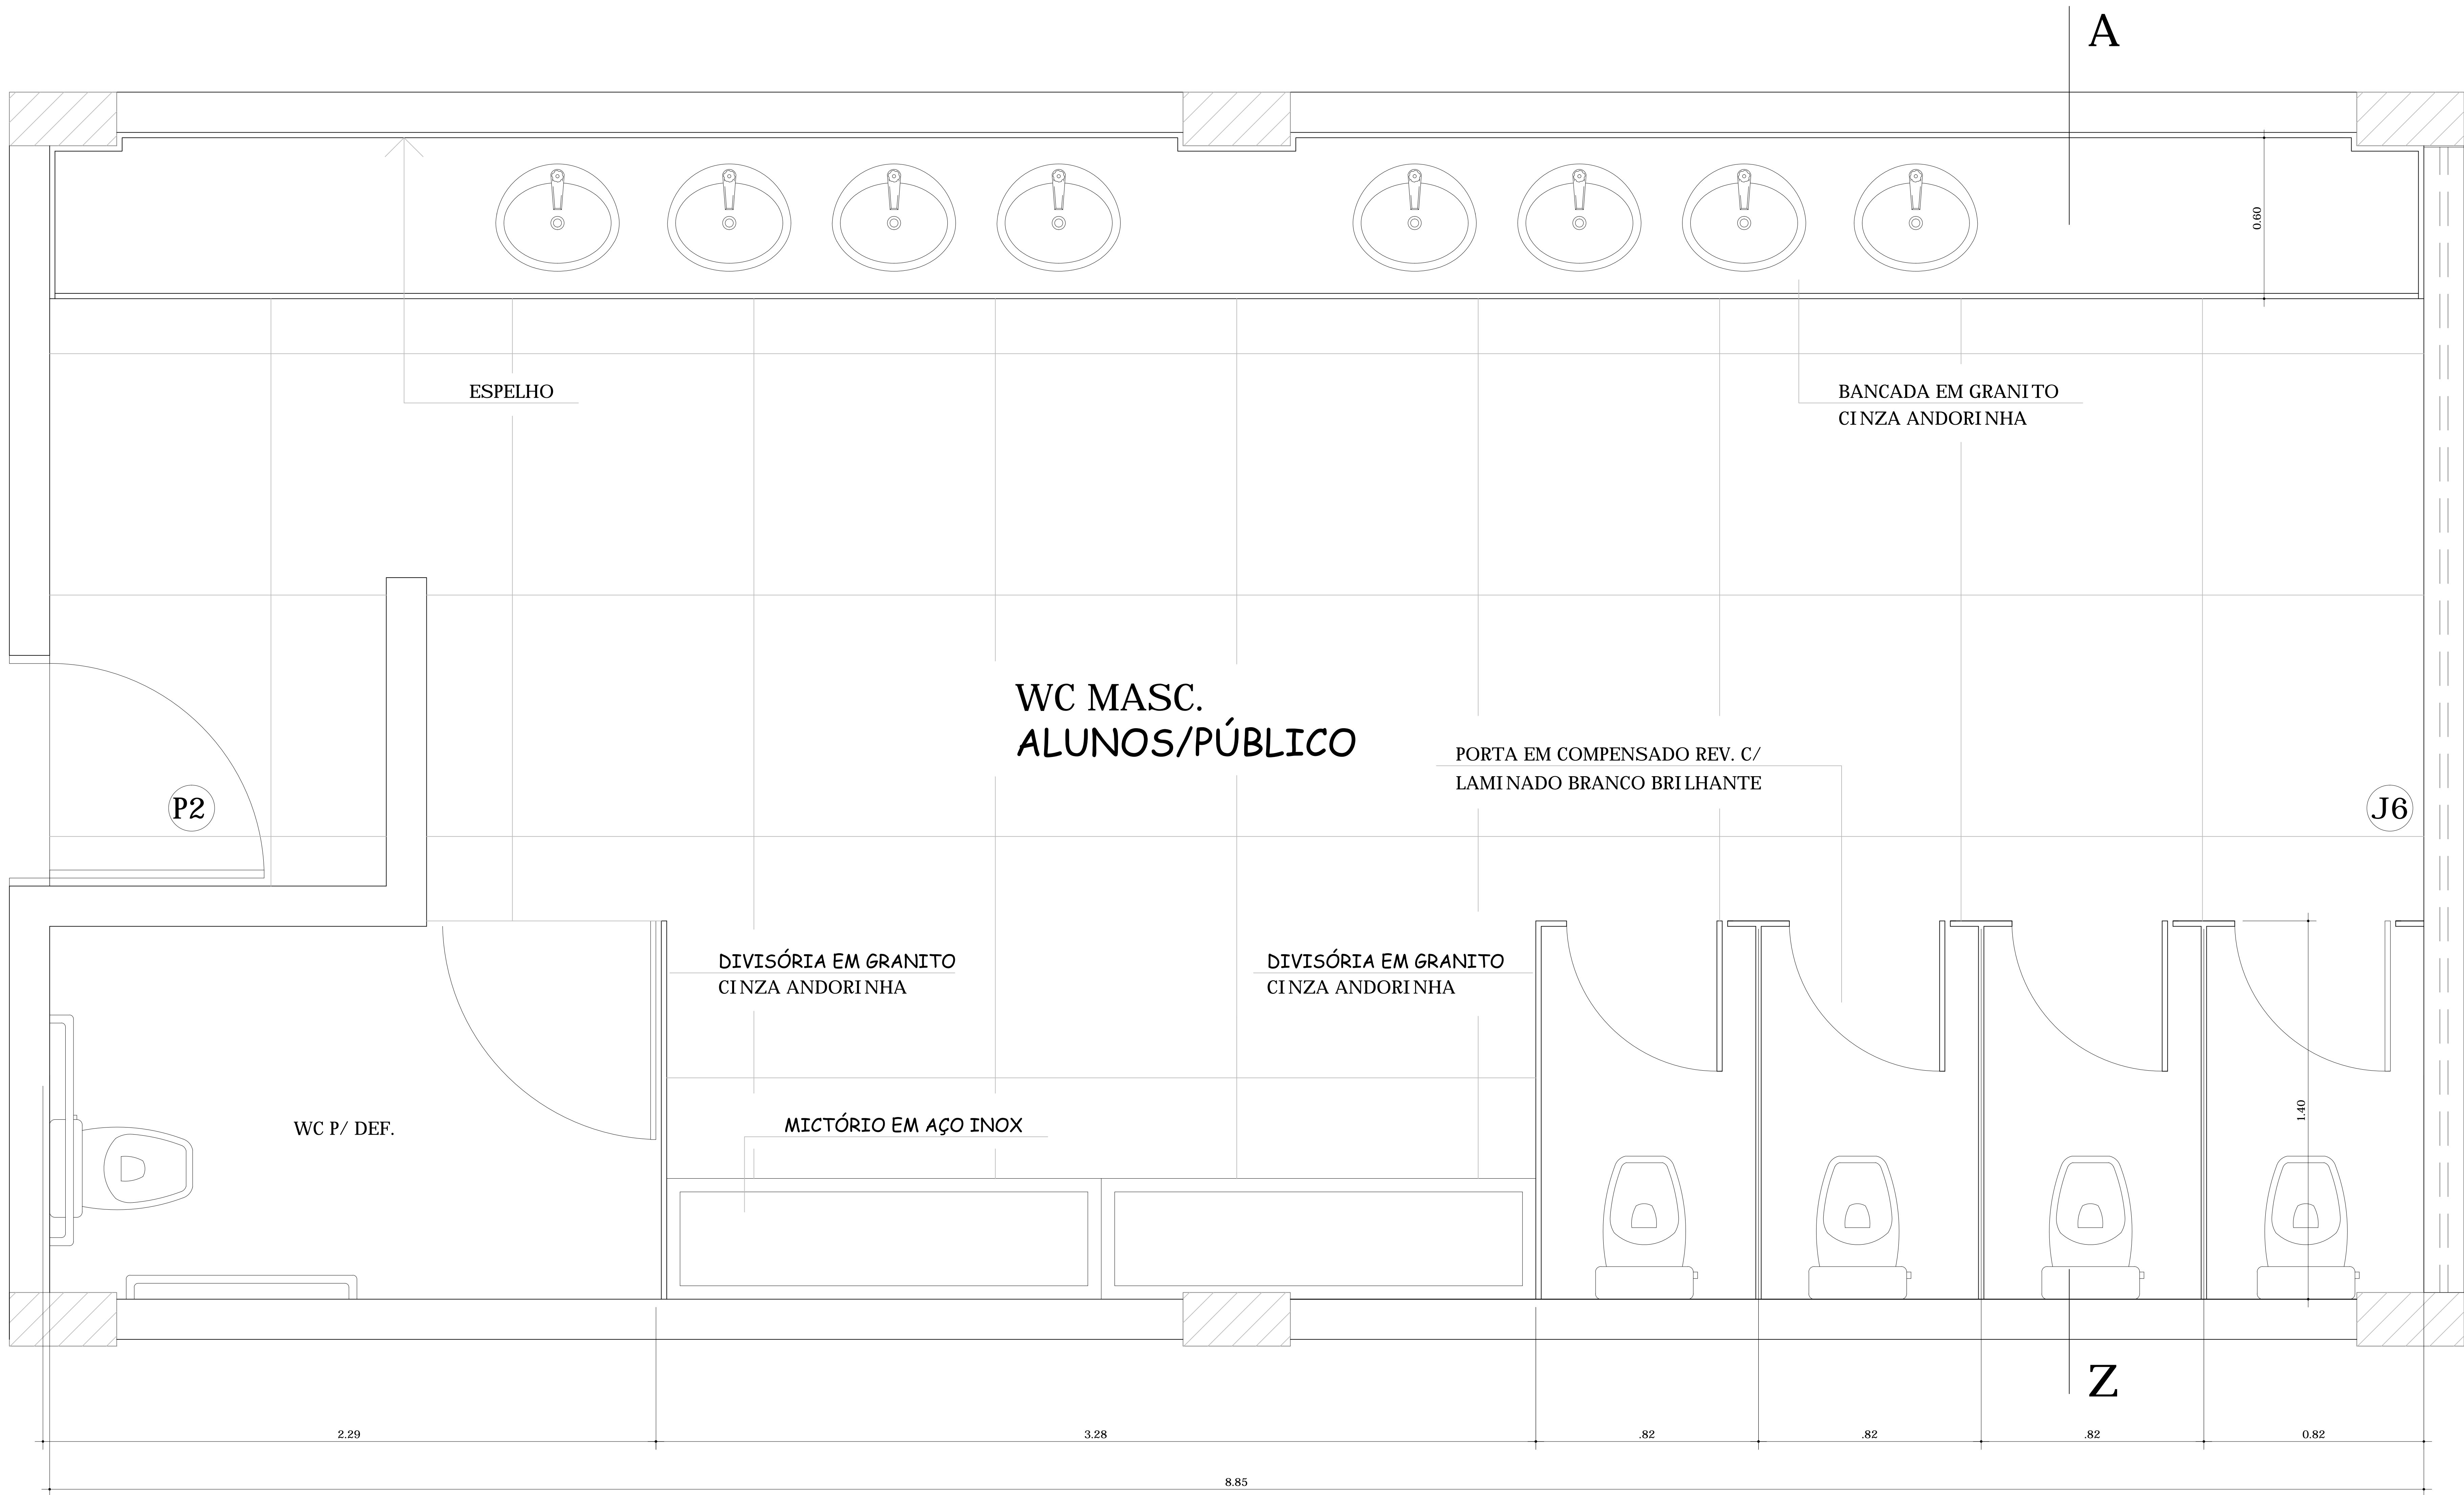 A
0.60
ESPELHO
BANCADA EM GRANITO
CINZA ANDORINHA
WC MASC.
ALUNOS/PÚBLICO
PORTA EM COMPENSADO REV. C/
LAMINADO BRANCO BRILHANTE
P2
J6
DIVISÓRIA EM GRANITO
CINZA ANDORINHA
DIVISÓRIA EM GRANITO
CINZA ANDORINHA
1.40
MICTÓRIO EM AÇO INOX
WC P/ DEF.
Z
2.29
3.28
.82
.82
.82
0.82
8.85